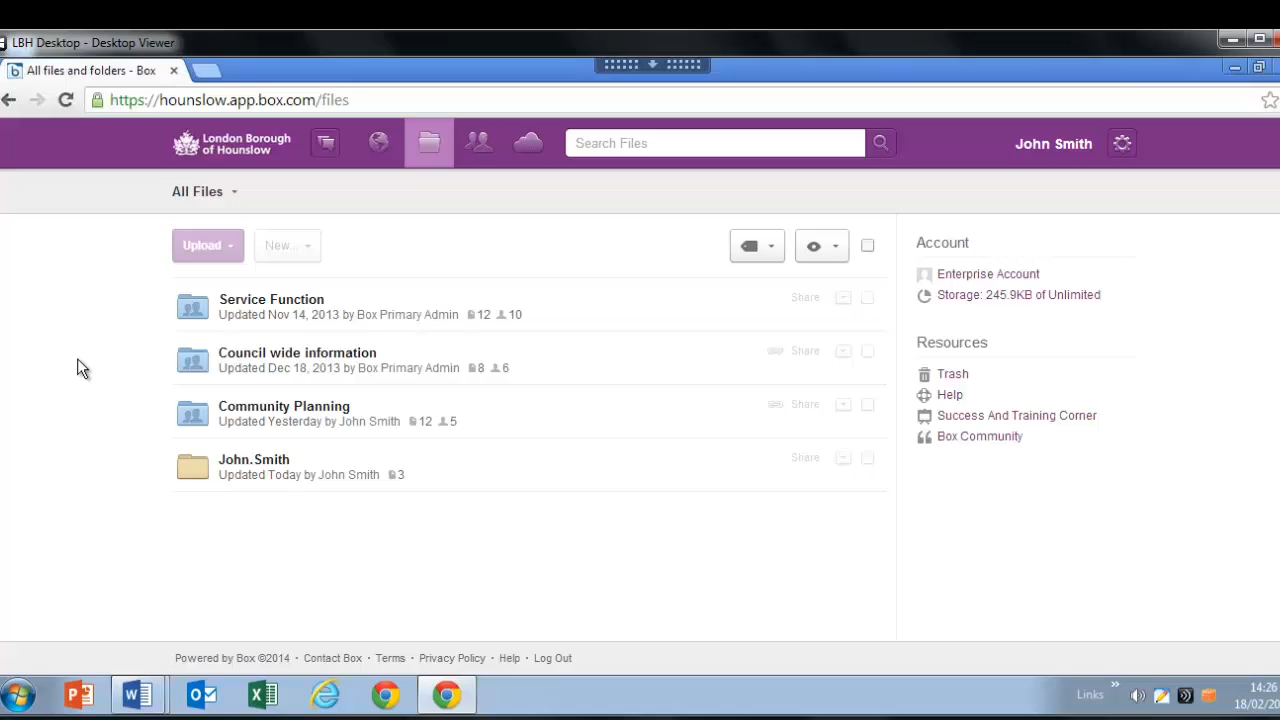 LBH Desktop - Desktop Viewer
All files and folders - Box
https://hounslow.app.box.com/files
London Borough
of Hounslow
Search Files
John Smith
All Files
Upload
New...
Service Function
Updated Nov 14, 2013 by Box Primary Admin 12 10
Share
Council wide information
Updated Dec 18, 2013 by Box Primary Admin 8 6
Share
Community Planning
Updated Yesterday by John Smith 12 5
Share
John.Smith
Updated Today by John Smith 3
Share
Account
Enterprise Account
Storage: 245.9KB of Unlimited
Resources
Trash
Help
Success And Training Corner
Box Community
Powered by Box ©2014 · Contact Box · Terms · Privacy Policy · Help · Log Out
Links
14:26
18/02/20